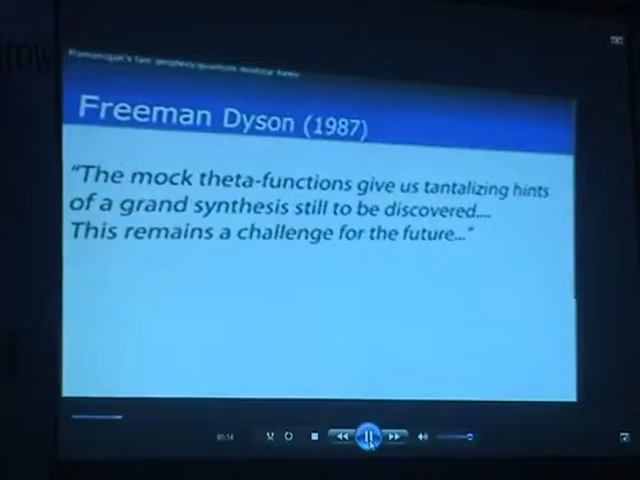 Freeman Dyson (1987)
"The mock theta-functions give us tantalizing hints
of a grand synthesis still to be discovered....
This remains a challenge for the future..."